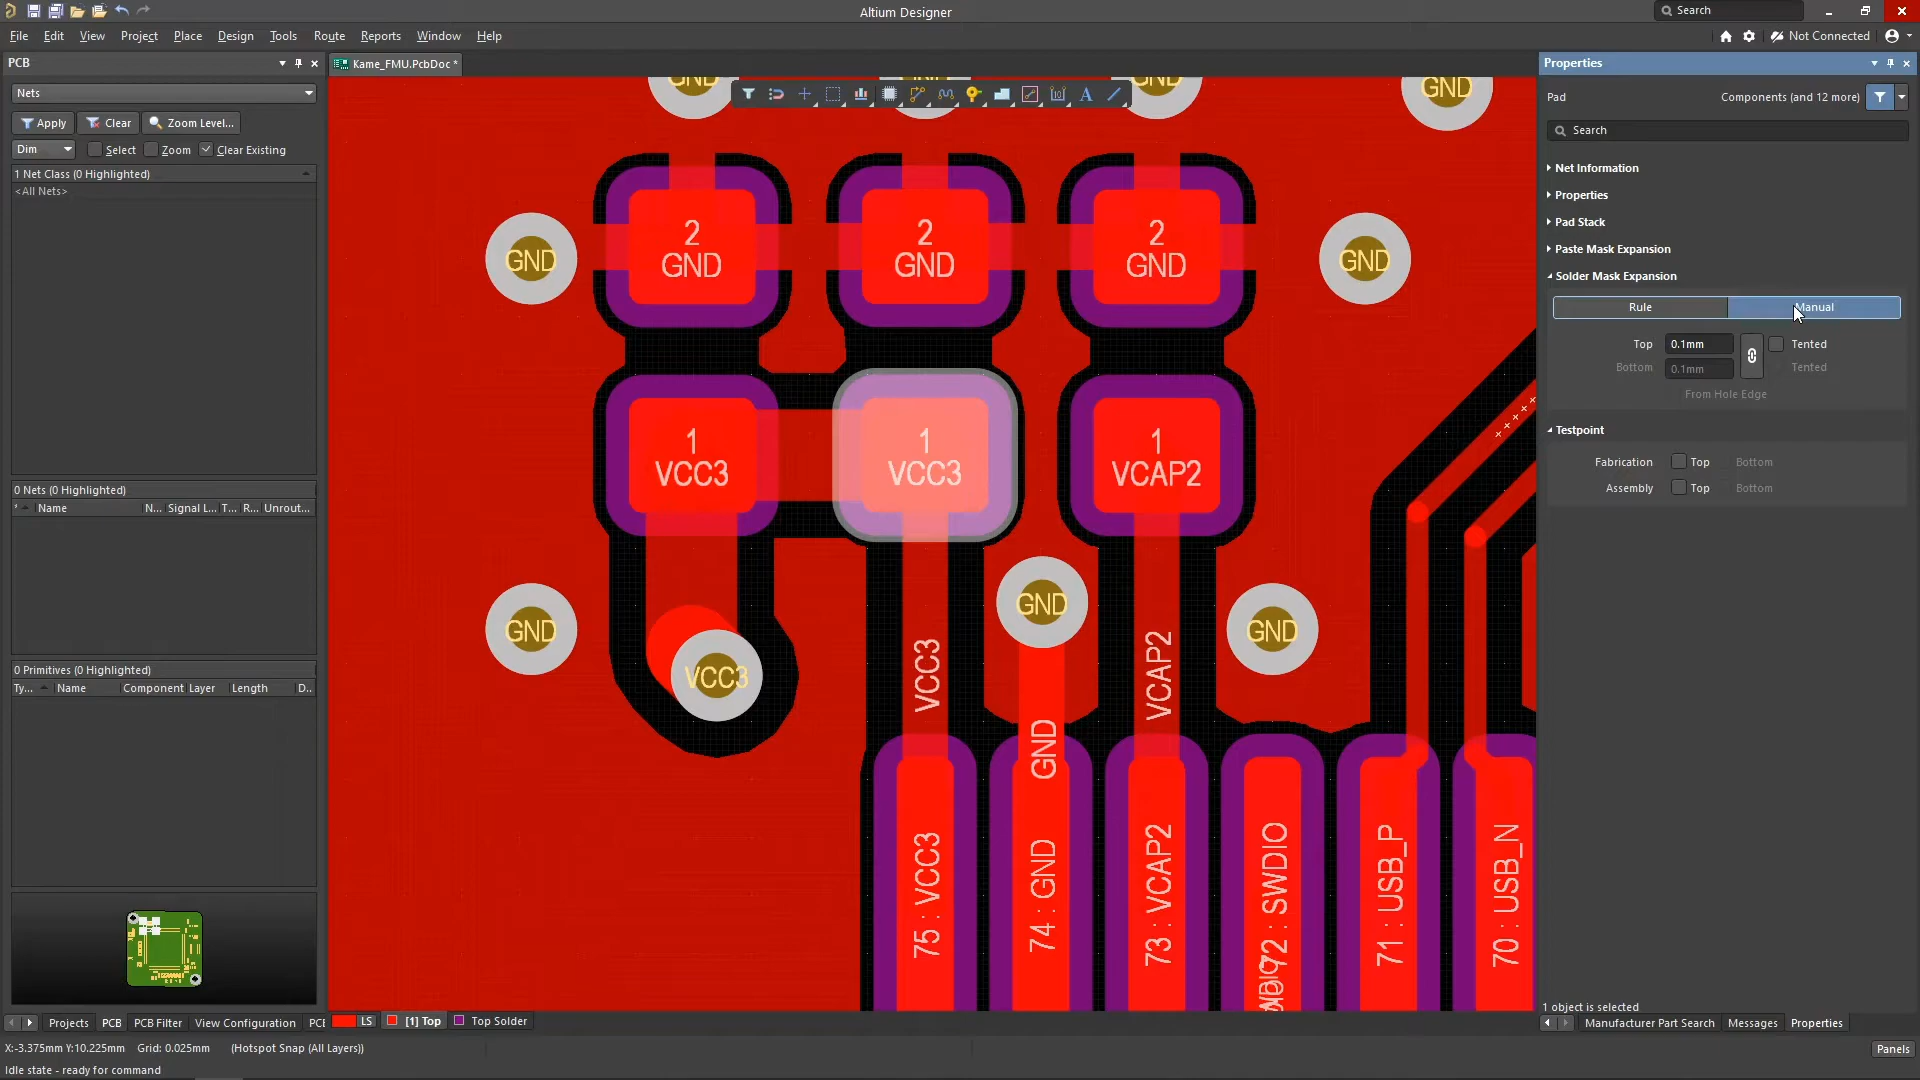 Altium Designer
Search
File Edit View Project Place Design Tools Route Reports Window Help
Not Connected
PCB
Kame_FMU.PcbDoc *
Properties
Nets
Pad
Components (and 12 more)
Apply Clear Zoom Level...
Search
Dim Select Zoom Clear Existing
1 Net Class (0 Highlighted)
<All Nets>
0 Nets (0 Highlighted)
* Name N... Signal L... T... R... Unrout...
0 Primitives (0 Highlighted)
Ty... Name Component Layer Length D..
GND
GND
GND
2
GND
2
GND
2
GND
GND
GND
1
VCC3
1
VCC3
1
VCAP2
GND
GND
GND
VCC3
VCC3
GND
VCAP2
75 : VCC3
74 : GND
73 : VCAP2
72 : SWDIO
71 : USB_P
70 : USB_N
Net Information
Properties
Pad Stack
Paste Mask Expansion
Solder Mask Expansion
Rule Manual
Top 0.1mm Tented
Bottom 0.1mm Tented
From Hole Edge
Testpoint
Fabrication Top Bottom
Assembly Top Bottom
1 object is selected
Projects PCB PCB Filter View Configuration PCE
LS [1] Top Top Solder
Manufacturer Part Search Messages Properties
X:-3.375mm Y:10.225mm Grid: 0.025mm (Hotspot Snap (All Layers))
Panels
Idle state - ready for command